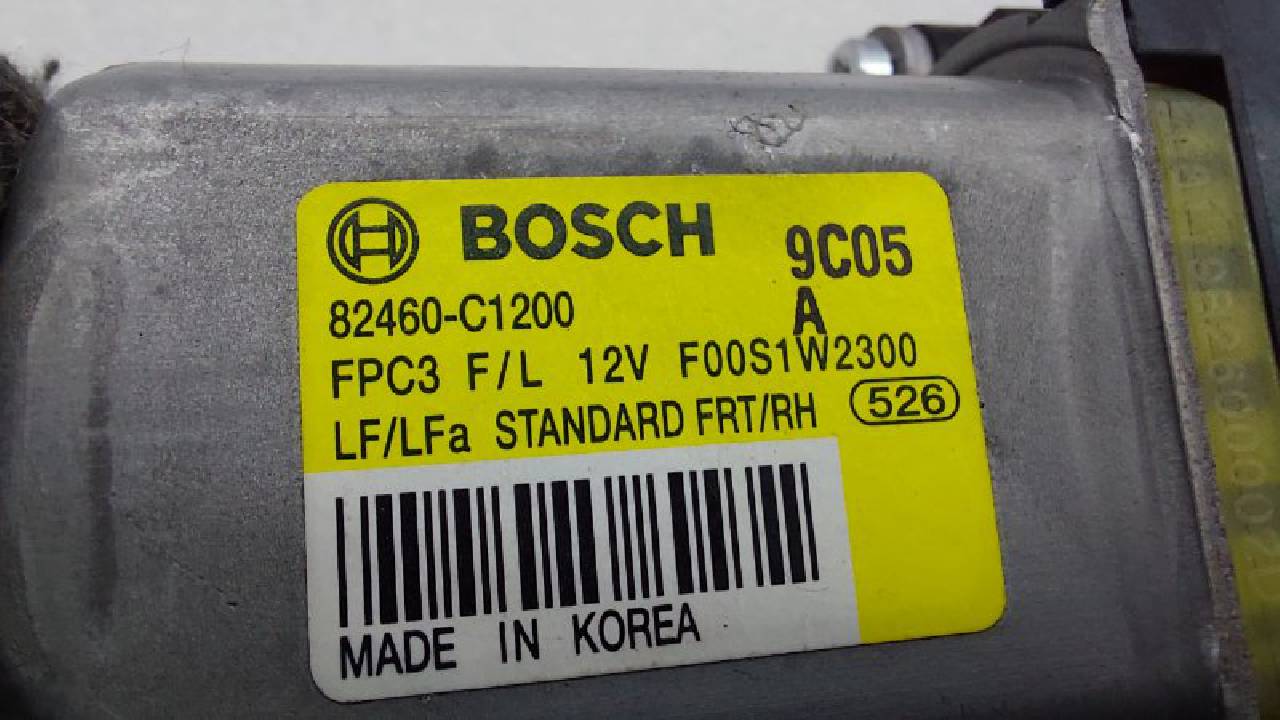 BOSCH 9C05
82460-C1200 A
FPC3 F/L 12V F00S1W2300
LF/LFa STANDARD FRT/RH 526
MADE IN KOREA